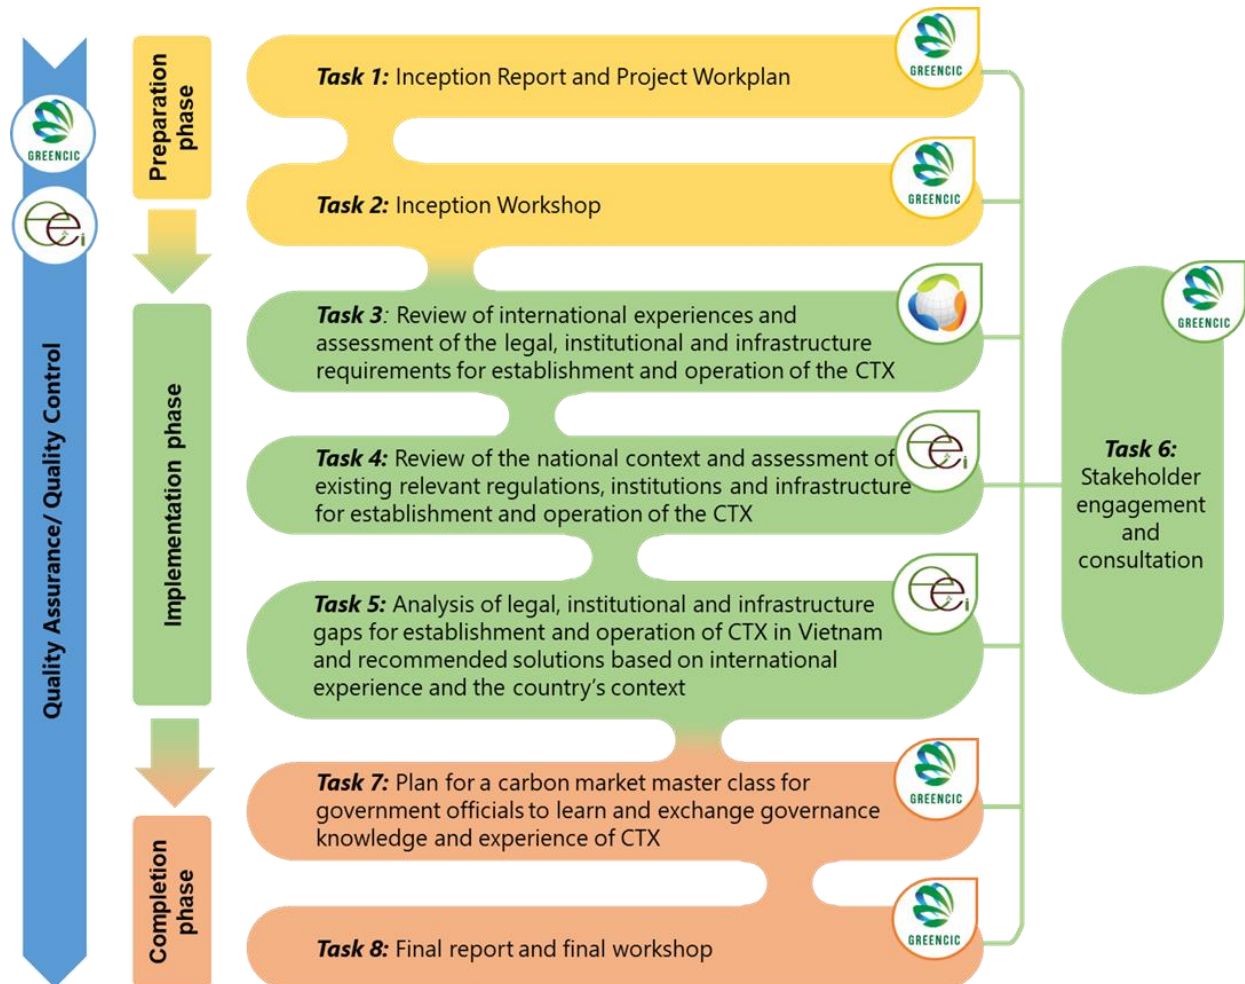 Quality Assurance/ Quality Control
GREENCIC
eei
Preparation
phase
Implementation phase
Completion
phase
Task 1: Inception Report and Project Workplan
GREENCIC
Task 2: Inception Workshop
GREENCIC
Task 3: Review of international experiences and
assessment of the legal, institutional and infrastructure
requirements for establishment and operation of the CTX
Task 4: Review of the national context and assessment of
existing relevant regulations, institutions and infrastructure
for establishment and operation of the CTX
eei
Task 5: Analysis of legal, institutional and infrastructure
gaps for establishment and operation of CTX in Vietnam
and recommended solutions based on international
experience and the country’s context
eei
GREENCIC
Task 6:
Stakeholder
engagement
and
consultation
Task 7: Plan for a carbon market master class for
government officials to learn and exchange governance
knowledge and experience of CTX
GREENCIC
Task 8: Final report and final workshop
GREENCIC